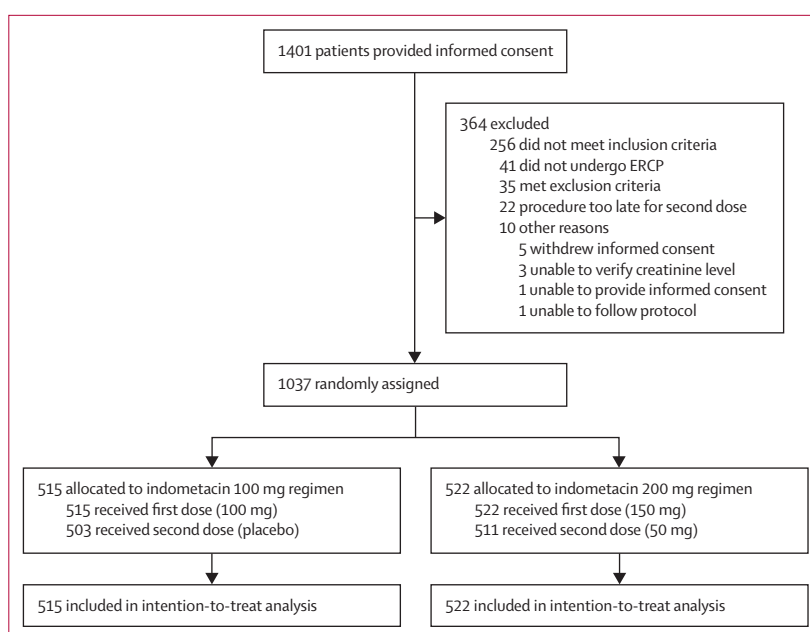 1401 patients provided informed consent
364 excluded
256 did not meet inclusion criteria
41 did not undergo ERCP
35 met exclusion criteria
22 procedure too late for second dose
10 other reasons
5 withdrew informed consent
3 unable to verify creatinine level
1 unable to provide informed consent
1 unable to follow protocol
1037 randomly assigned
515 allocated to indometacin 100 mg regimen
515 received first dose (100 mg)
503 received second dose (placebo)
522 allocated to indometacin 200 mg regimen
522 received first dose (150 mg)
511 received second dose (50 mg)
515 included in intention-to-treat analysis
522 included in intention-to-treat analysis